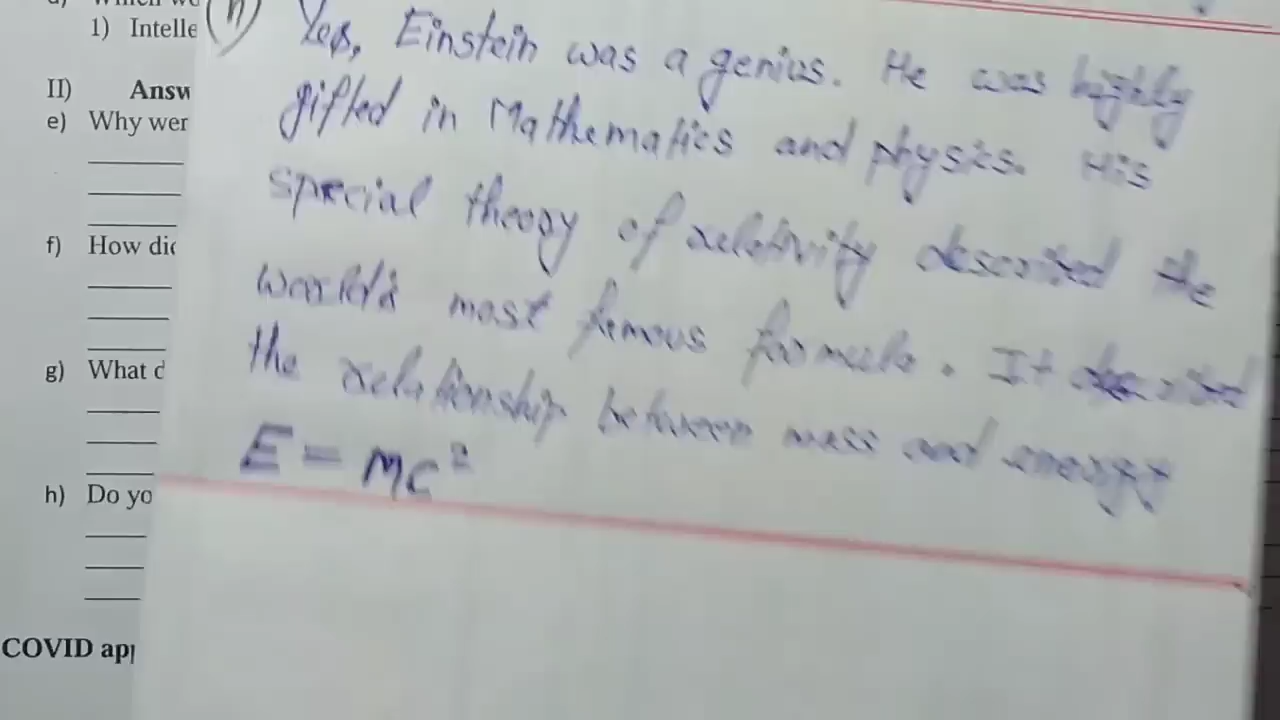 1) Intelle
II) Answ
e) Why wer
f) How did
g) What d
h) Do yo
COVID app
(h) Yes, Einstein was a genius. He was highly
gifted in Mathematics and physics. His
special theory of relativity described the
world's most famous formula. It described
the relationship between mass and energy
E = mc²